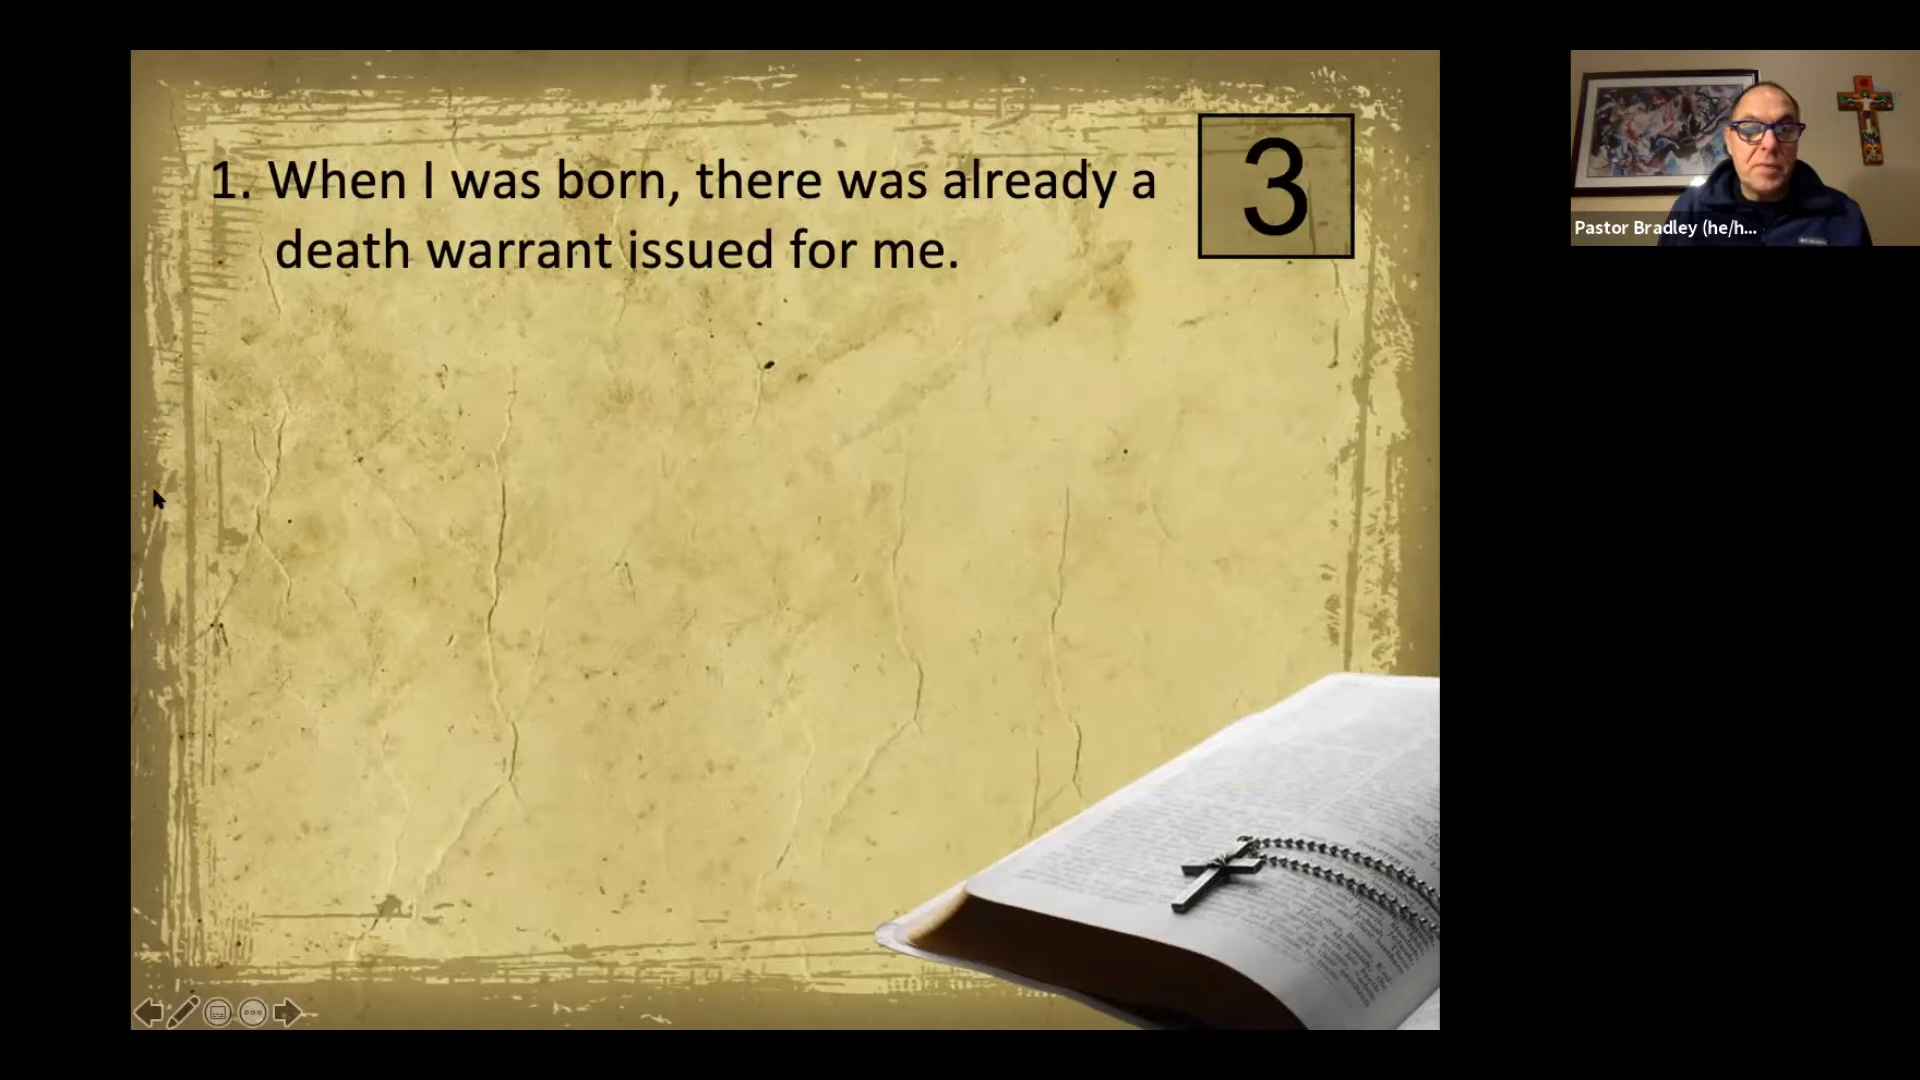 1. When I was born, there was already a
death warrant issued for me.
3
Pastor Bradley (he/h...